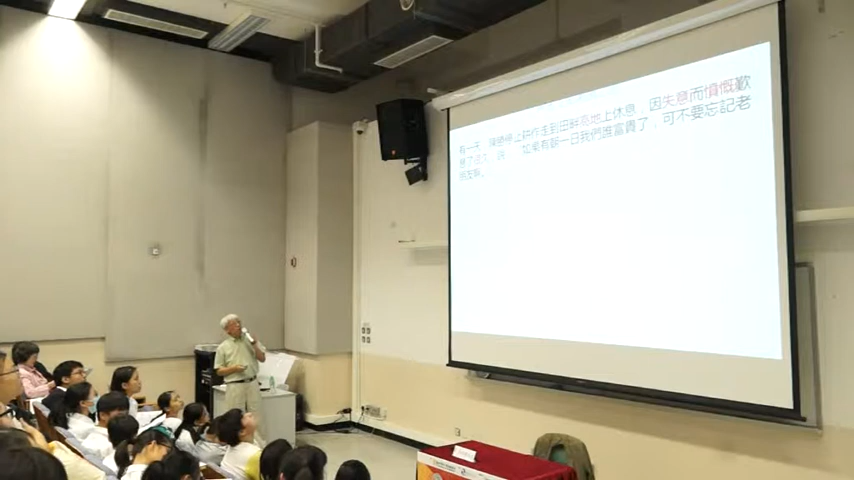 有一天，陳勝停止耕作走到田畔高地上休息，因失意而憤慨歎
息了很久，說：「如果有朝一日我們誰富貴了，可不要忘記老
朋友啊。」